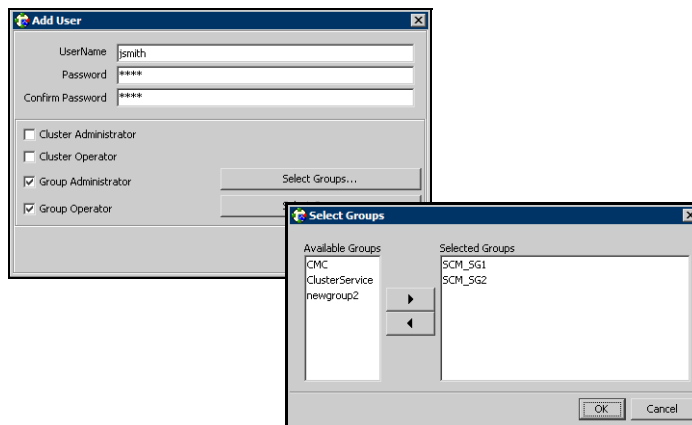 Add User
UserName jsmith
Password ****
Confirm Password ****
Cluster Administrator
Cluster Operator
Group Administrator Select Groups...
Group Operator
Select Groups
Available Groups Selected Groups
CMC SCM_SG1
ClusterService SCM_SG2
newgroup2
OK Cancel